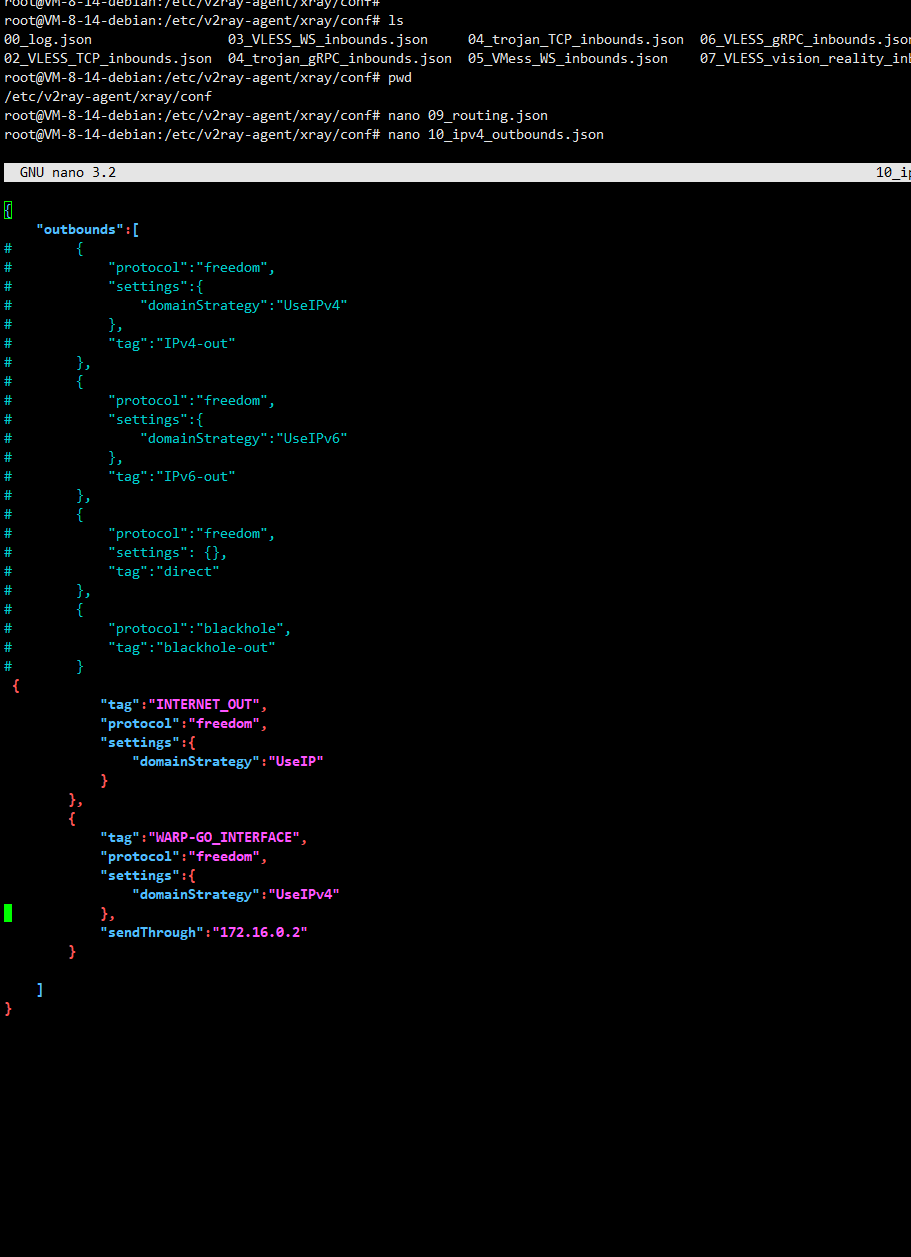 root@VM-8-14-debian:/etc/v2ray-agent/xray/conf#
root@VM-8-14-debian:/etc/v2ray-agent/xray/conf# ls
00_log.json 03_VLESS_WS_inbounds.json 04_trojan_TCP_inbounds.json 06_VLESS_gRPC_inbounds.json
02_VLESS_TCP_inbounds.json 04_trojan_gRPC_inbounds.json 05_VMess_WS_inbounds.json 07_VLESS_vision_reality_inb
root@VM-8-14-debian:/etc/v2ray-agent/xray/conf# pwd
/etc/v2ray-agent/xray/conf
root@VM-8-14-debian:/etc/v2ray-agent/xray/conf# nano 09_routing.json
root@VM-8-14-debian:/etc/v2ray-agent/xray/conf# nano 10_ipv4_outbounds.json
GNU nano 3.2 10_ip
{
    "outbounds":[
#        {
#            "protocol":"freedom",
#            "settings":{
#                "domainStrategy":"UseIPv4"
#            },
#            "tag":"IPv4-out"
#        },
#        {
#            "protocol":"freedom",
#            "settings":{
#                "domainStrategy":"UseIPv6"
#            },
#            "tag":"IPv6-out"
#        },
#        {
#            "protocol":"freedom",
#            "settings": {},
#            "tag":"direct"
#        },
#        {
#            "protocol":"blackhole",
#            "tag":"blackhole-out"
#        }
 {
            "tag":"INTERNET_OUT",
            "protocol":"freedom",
            "settings":{
                "domainStrategy":"UseIP"
            }
        },
        {
            "tag":"WARP-GO_INTERFACE",
            "protocol":"freedom",
            "settings":{
                "domainStrategy":"UseIPv4"
            },
            "sendThrough":"172.16.0.2"
        }
    ]
}